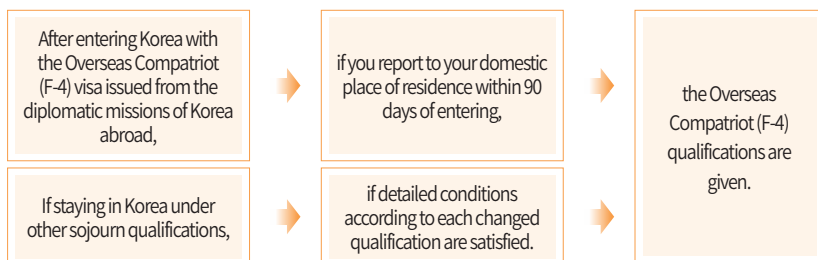 After entering Korea with
the Overseas Compatriot
(F-4) visa issued from the
diplomatic missions of Korea
abroad,
if you report to your domestic
place of residence within 90
days of entering,
the Overseas
Compatriot (F-4)
qualifications are
given.
If staying in Korea under
other sojourn qualifications,
if detailed conditions
according to each changed
qualification are satisfied.